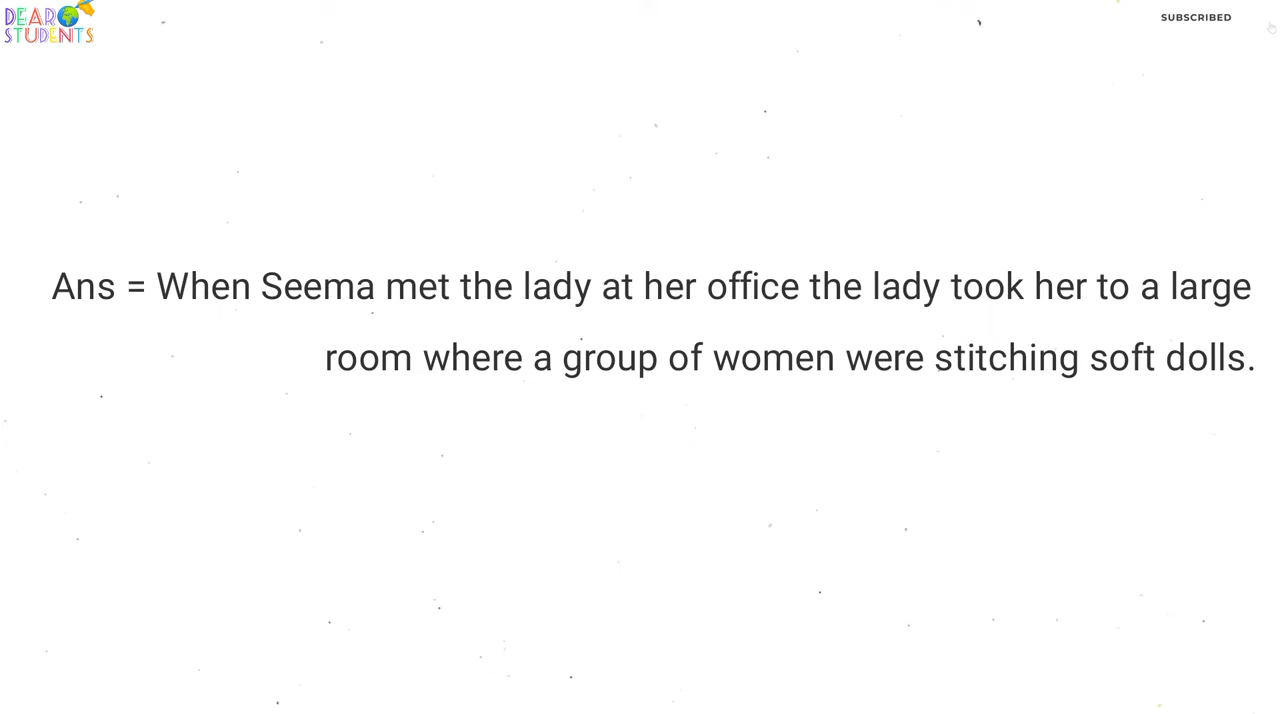 DEAR
STUDENTS
SUBSCRIBED
Ans = When Seema met the lady at her office the lady took her to a large
room where a group of women were stitching soft dolls.